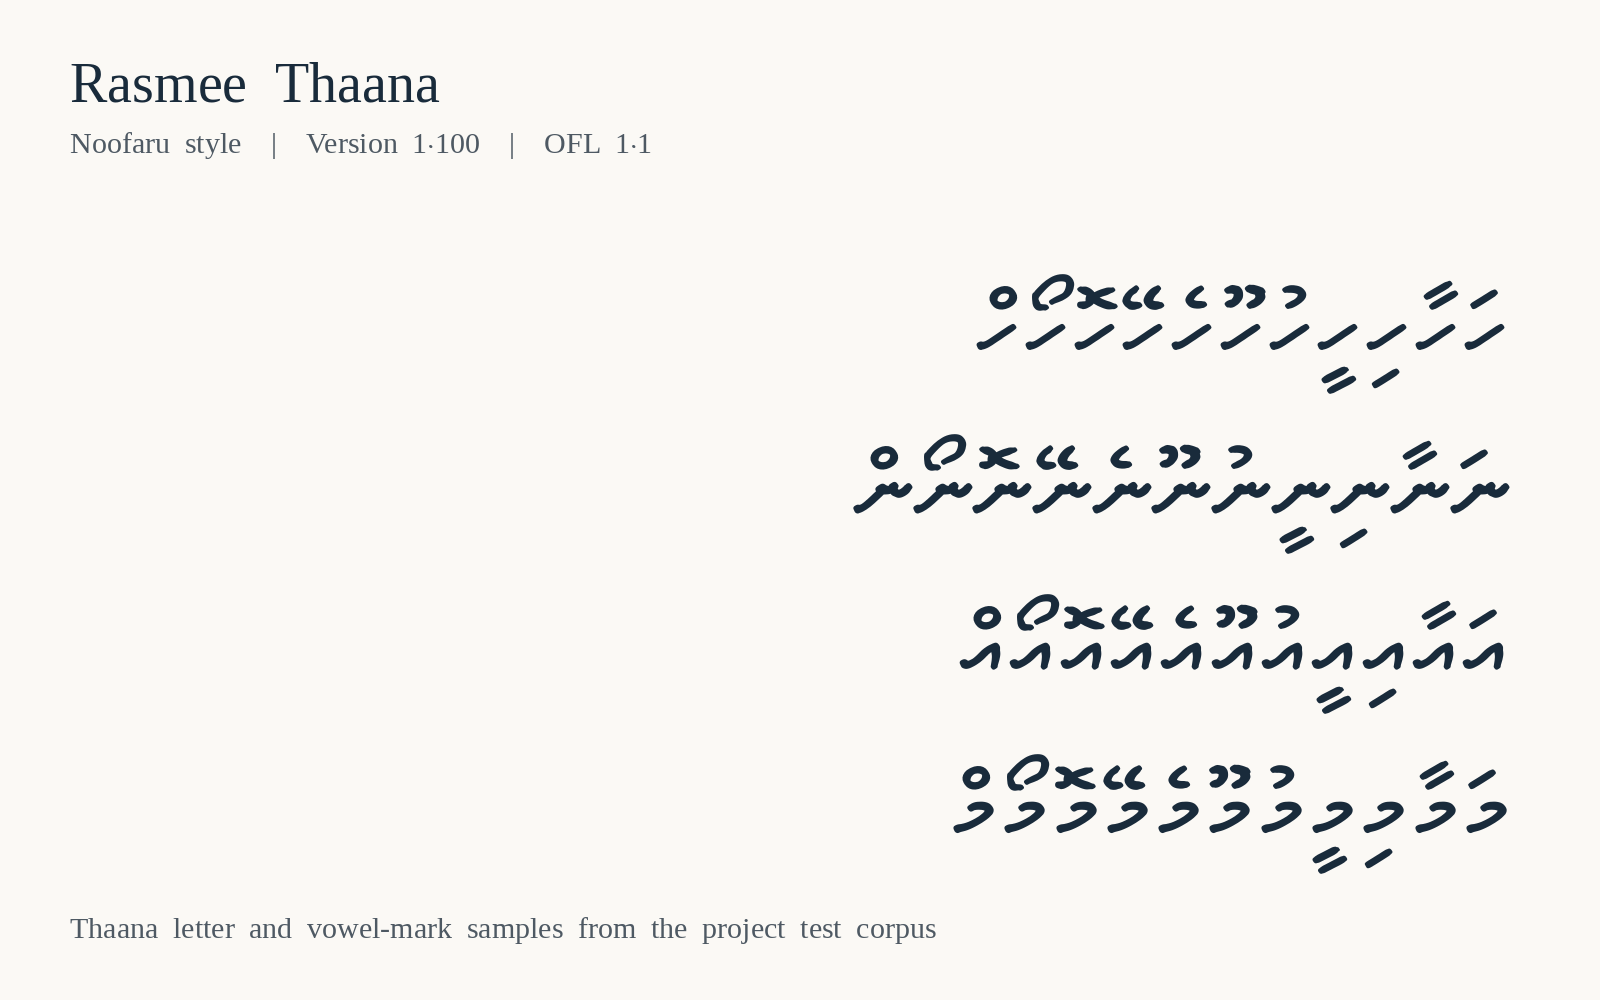 Rasmee Thaana
Noofaru style | Version 1·100 | OFL 1·1
ހަހާހިހީހުހޫހެހޭހޮހޯހް
ނަނާނިނީނުނޫނެނޭނޮނޯން
އައާއިއީއުއޫއެއޭއޮއޯއް
މަމާމިމީމުމޫމެމޭމޮމޯމް
Thaana letter and vowel-mark samples from the project test corpus